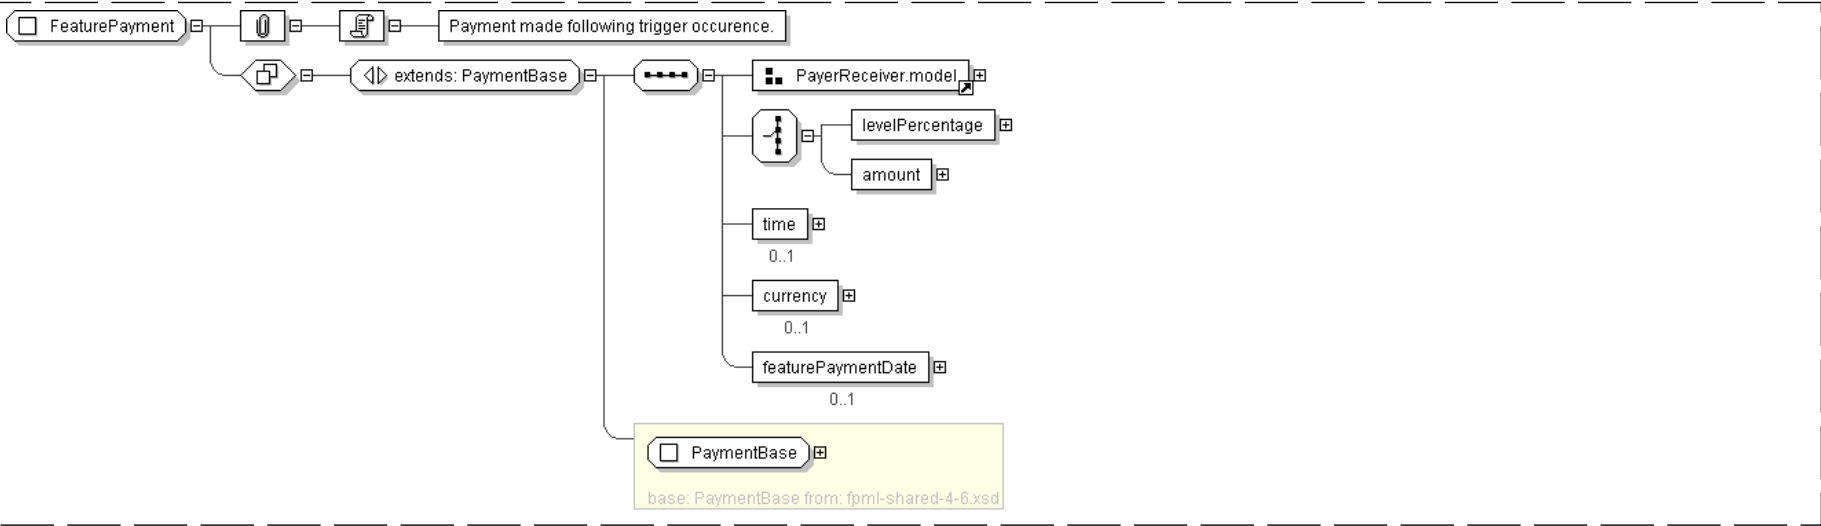 FeaturePayment
Payment made following trigger occurence.
extends: PaymentBase
PayerReceiver.model
levelPercentage
amount
time
0..1
currency
0..1
featurePaymentDate
0..1
PaymentBase
base: PaymentBase from: fpml-shared-4-6.xsd